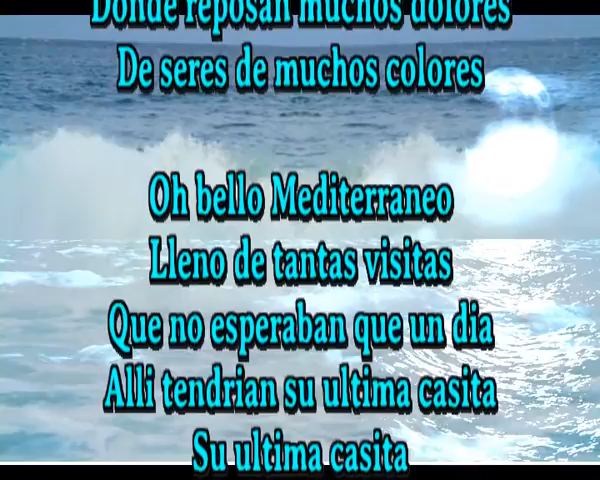 Donde reposan muchos dolores
De seres de muchos colores
Oh bello Mediterraneo
Lleno de tantas visitas
Que no esperaban que un dia
Alli tendrian su ultima casita
Su ultima casita